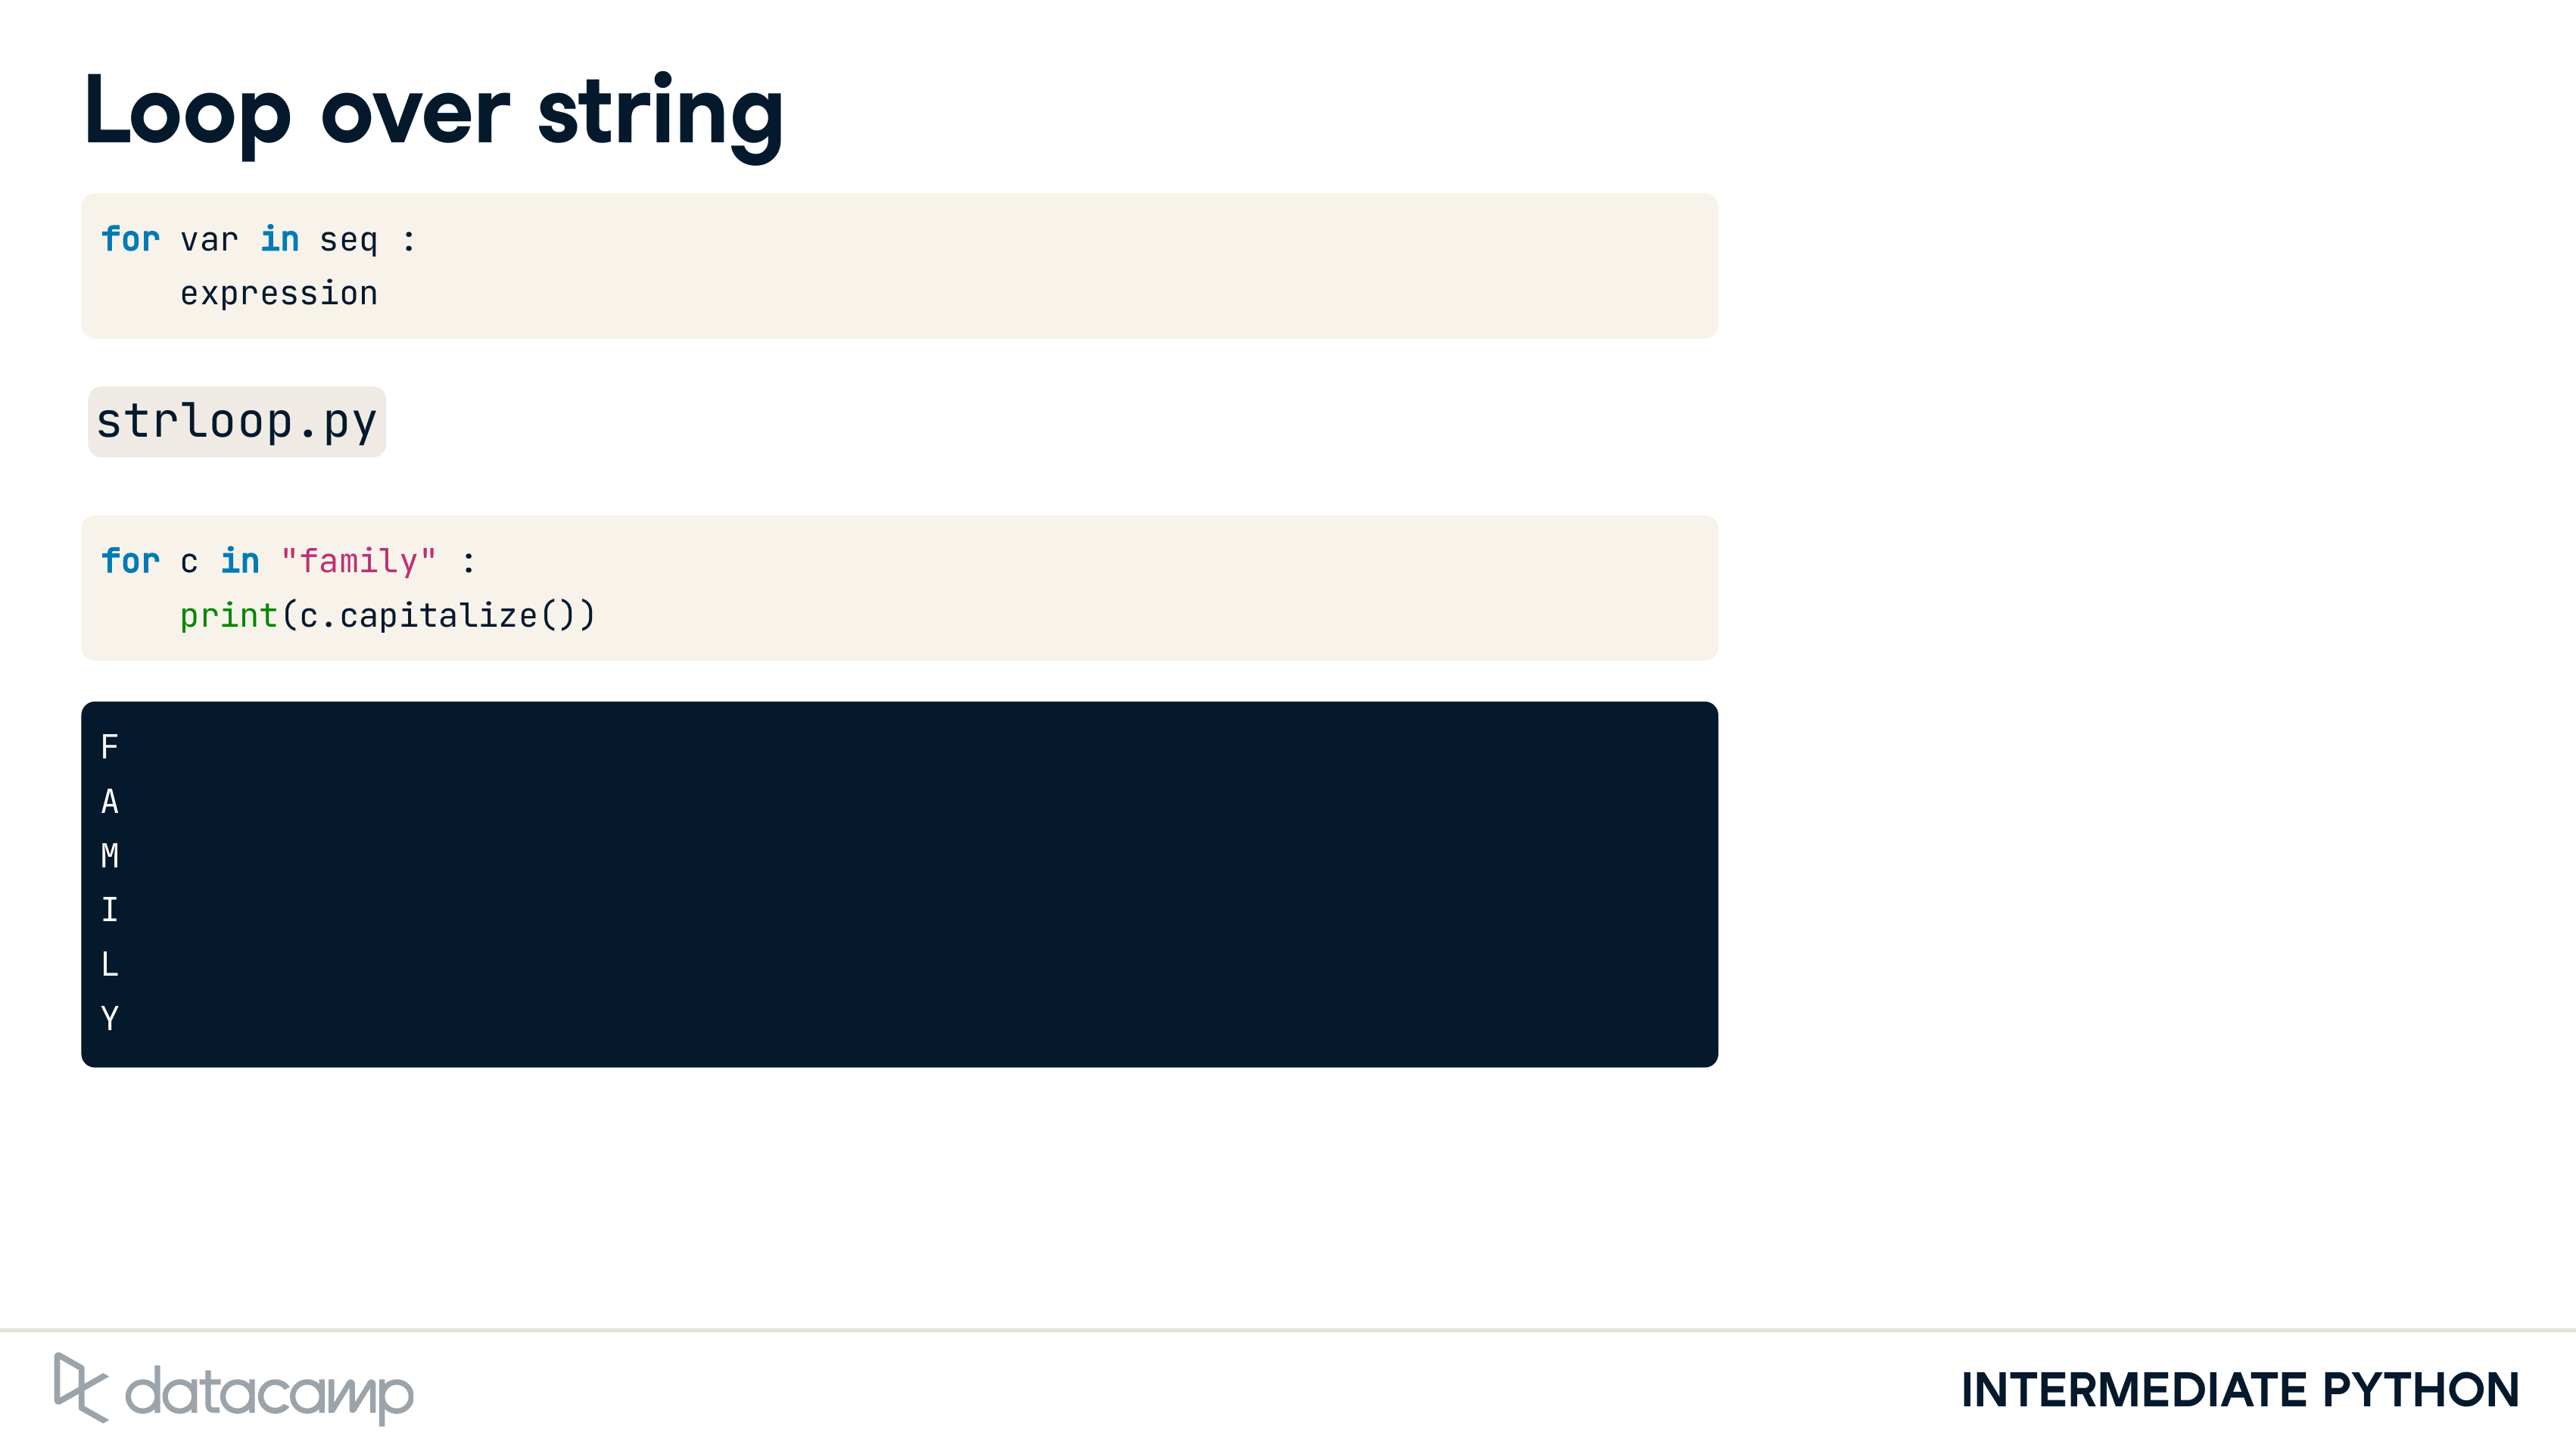 Loop over string
for var in seq :
    expression
strloop.py
for c in "family" :
    print(c.capitalize())
F
A
M
I
L
Y
datacamp
INTERMEDIATE PYTHON